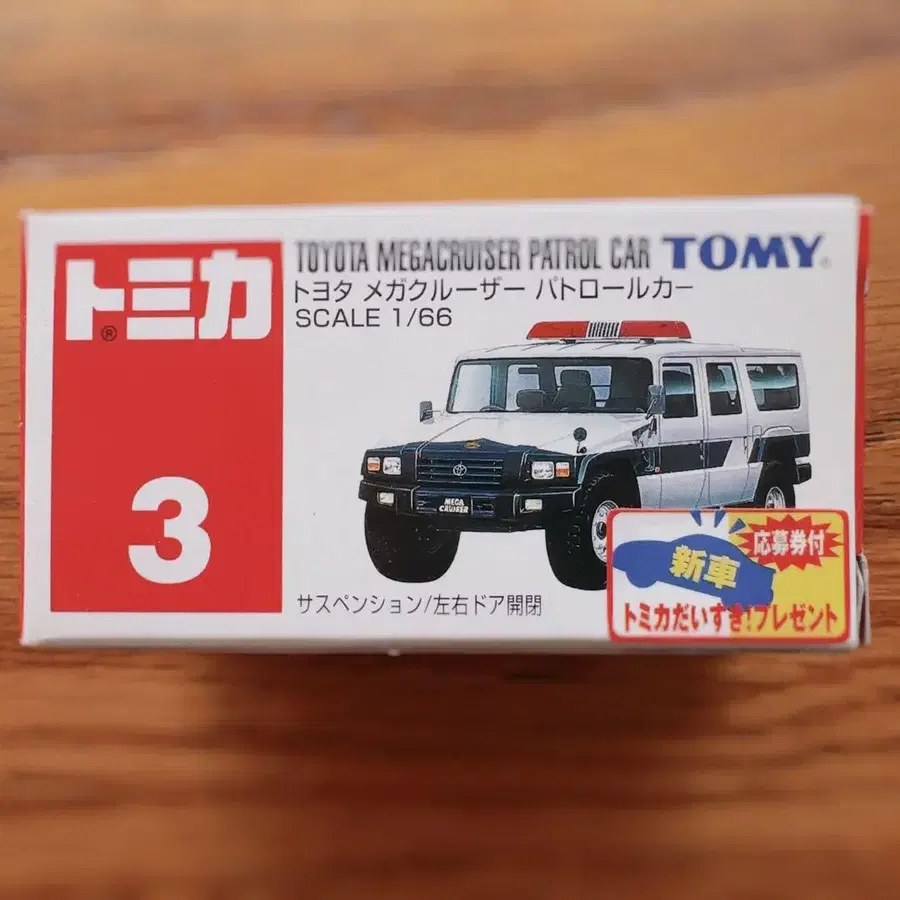 トミカ®
3
TOYOTA MEGACRUISER PATROL CAR TOMY®
トヨタ メガクルーザー パトロールカー
SCALE 1/66
MEGA
CRUISER
サスペンション/左右ドア開閉
応募券付
新車
トミカだいすき!プレゼント